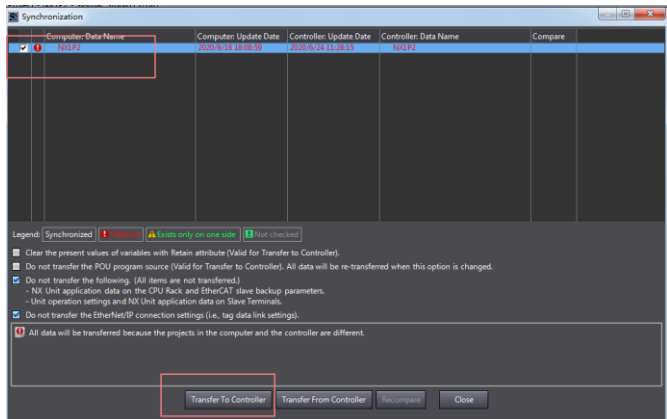 Synchronization
Computer: Data Name Computer: Update Date Controller: Update Date Controller: Data Name Compare
NX1P2 2020/9/18 18:08:59 2020/6/24 11:28:15 NX1P2
Legend: Synchronized Different Exists only on one side Not checked
Clear the present values of variables with Retain attribute (Valid for Transfer to Controller).
Do not transfer the POU program source (Valid for Transfer to Controller). All data will be re-transferred when this option is changed.
Do not transfer the following. (All items are not transferred.)
- NX Unit application data on the CPU Rack and EtherCAT slave backup parameters.
- Unit operation settings and NX Unit application data on Slave Terminals.
Do not transfer the EtherNet/IP connection settings (i.e., tag data link settings).
All data will be transferred because the projects in the computer and the controller are different.
Transfer To Controller Transfer From Controller Recompare Close